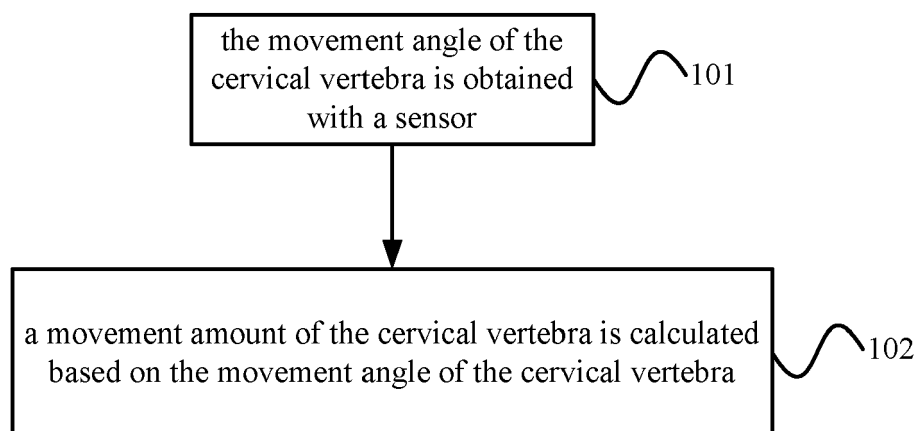 the movement angle of the
cervical vertebra is obtained
with a sensor
101
a movement amount of the cervical vertebra is calculated
based on the movement angle of the cervical vertebra
102